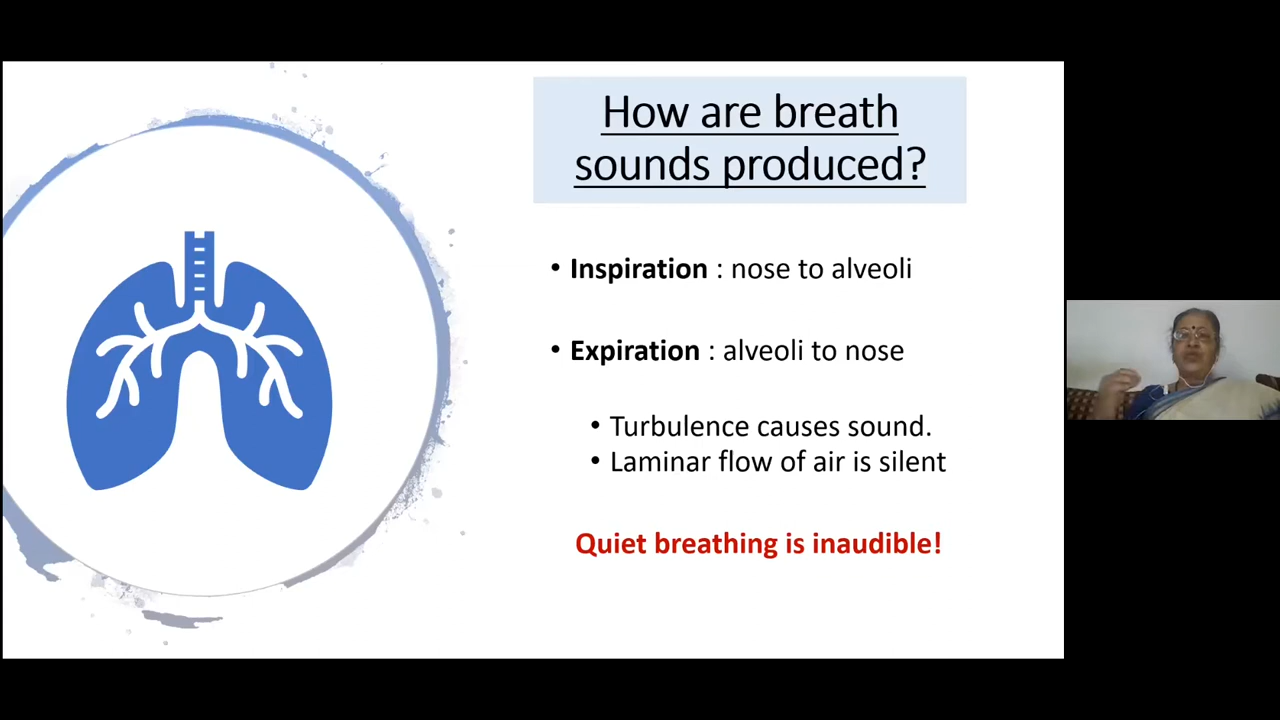 How are breath
sounds produced?
• Inspiration : nose to alveoli
• Expiration : alveoli to nose
• Turbulence causes sound.
• Laminar flow of air is silent
Quiet breathing is inaudible!